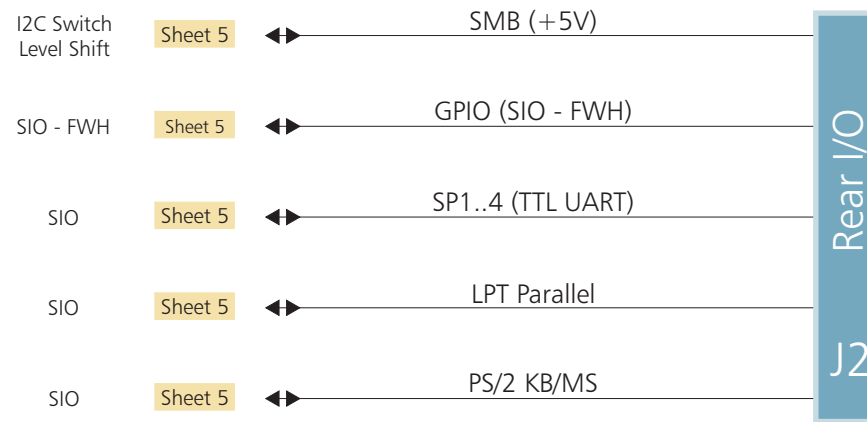 I2C Switch
Level Shift
Sheet 5
SMB (+5V)
SIO - FWH
Sheet 5
GPIO (SIO - FWH)
SIO
Sheet 5
SP1..4 (TTL UART)
SIO
Sheet 5
LPT Parallel
SIO
Sheet 5
PS/2 KB/MS
Rear I/O
J2